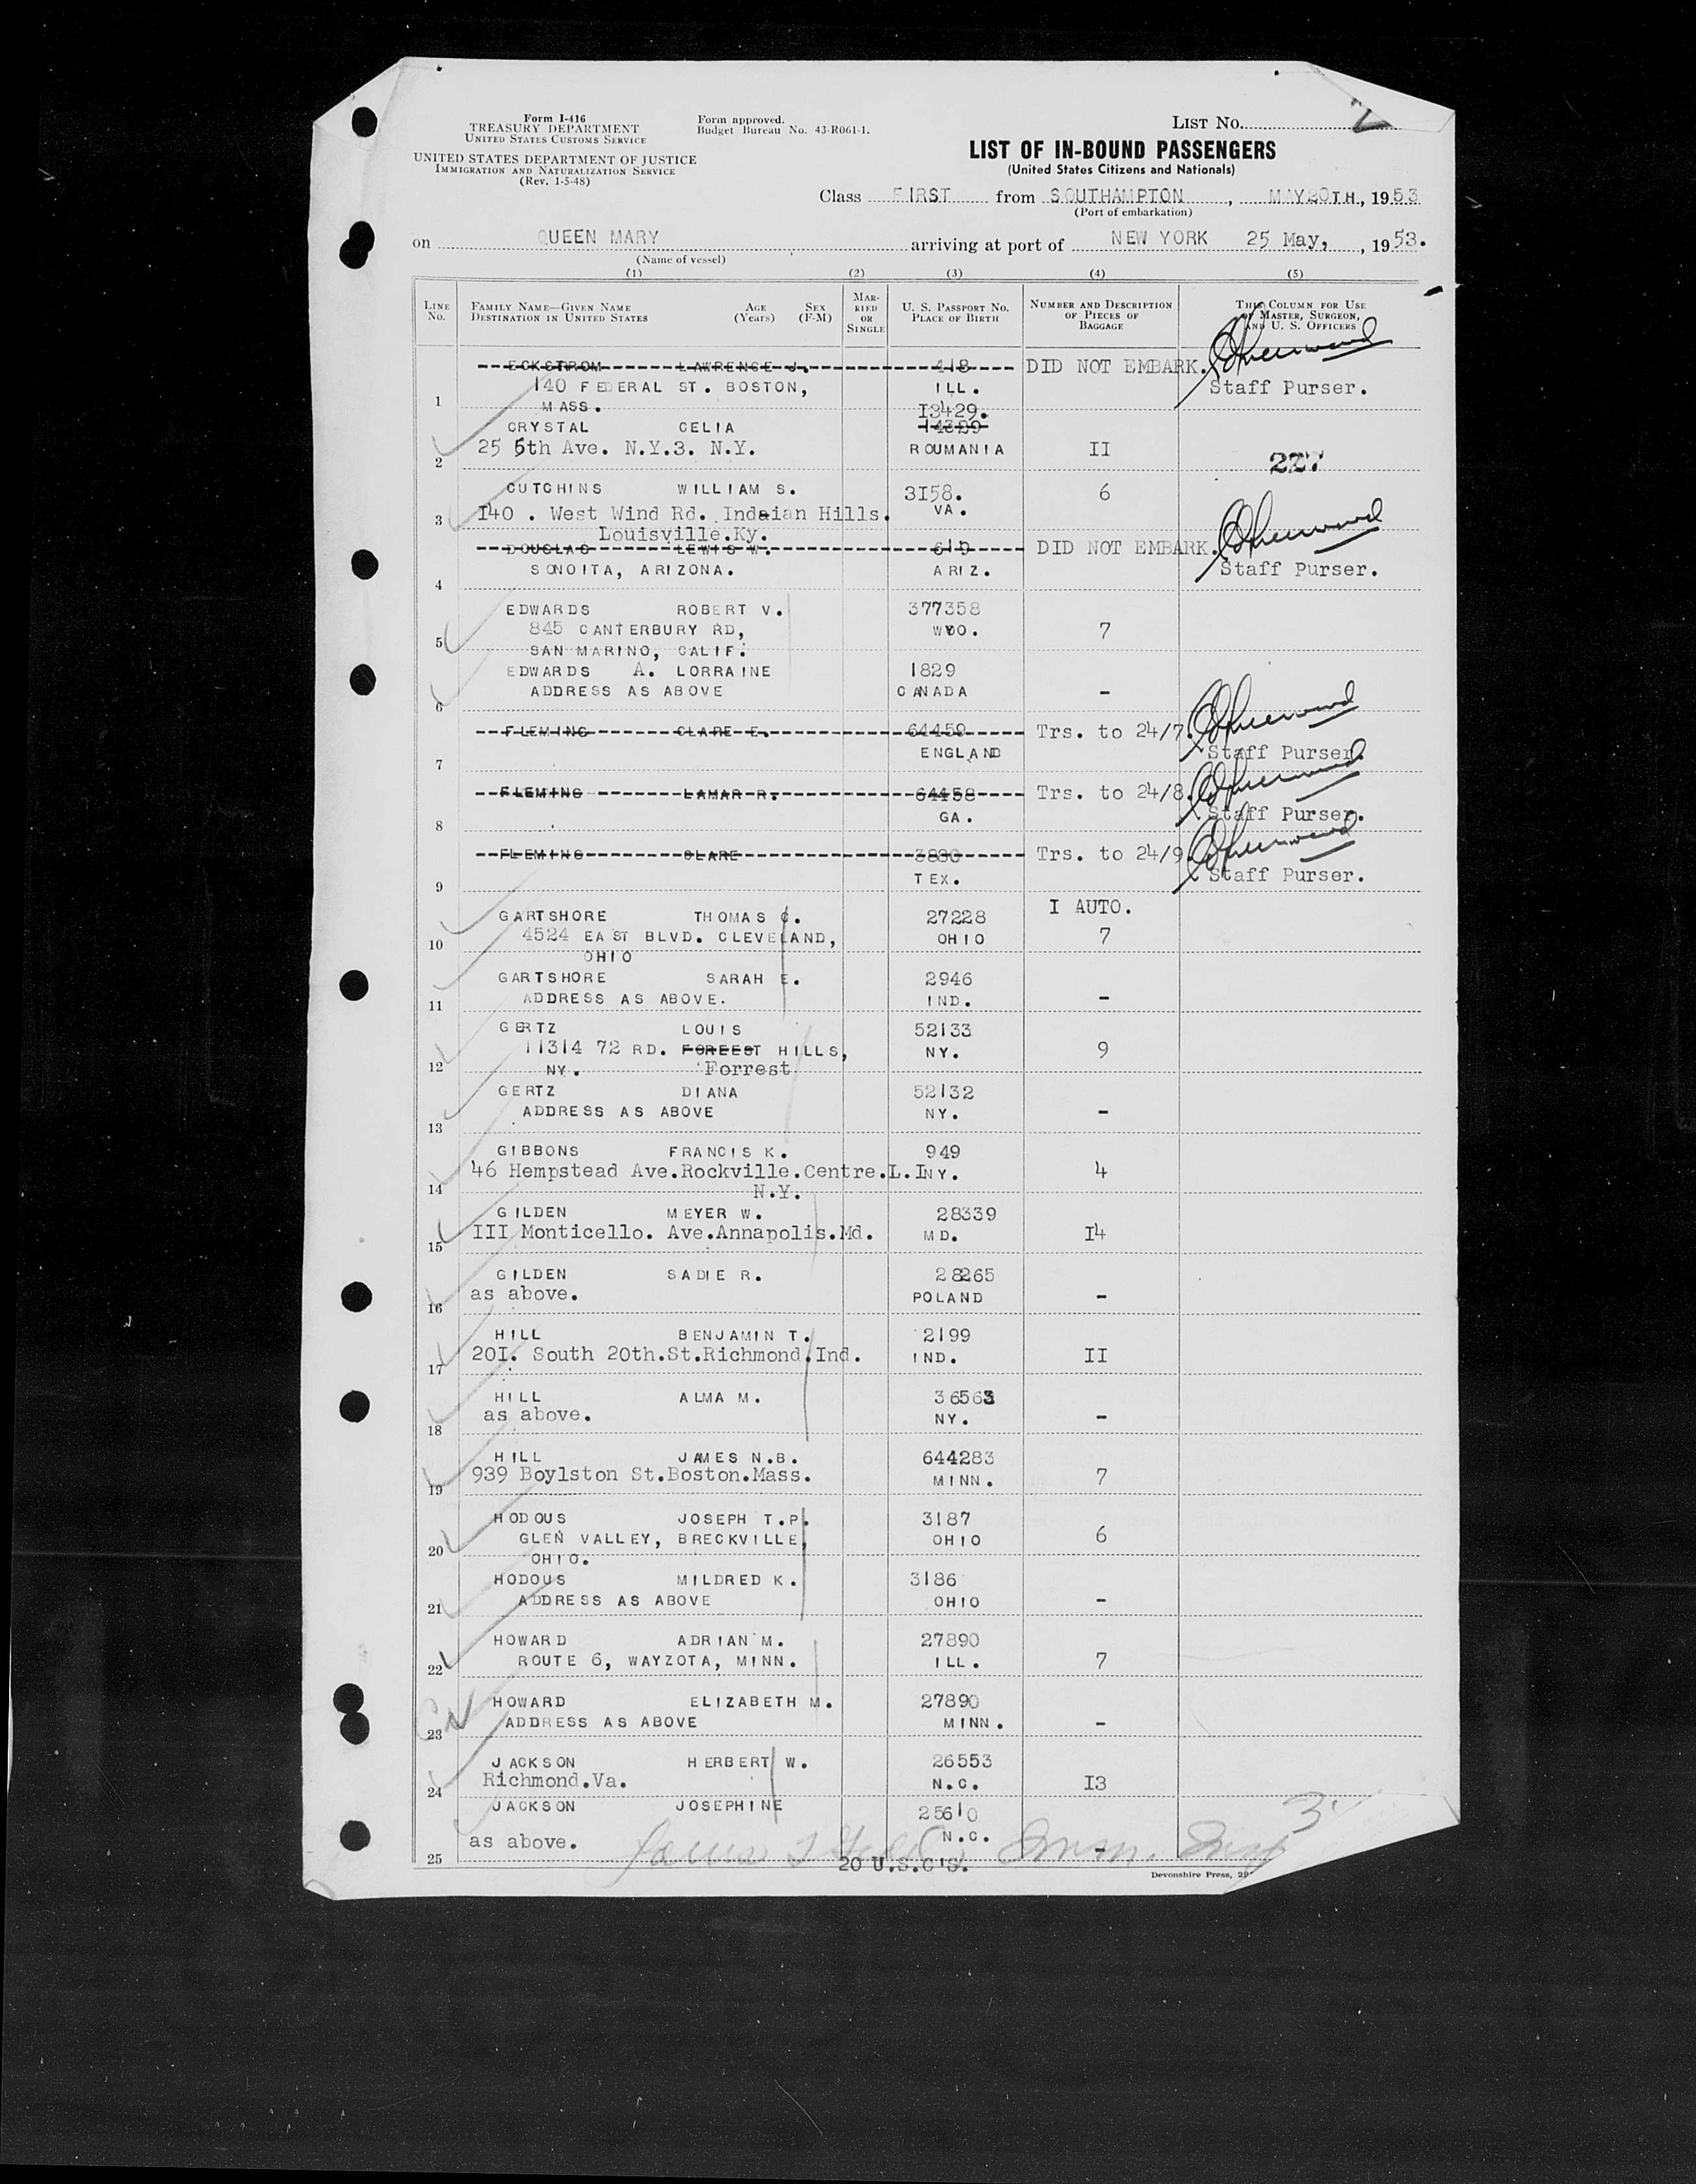 Form I-416
TREASURY DEPARTMENT
UNITED STATES CUSTOMS SERVICE
UNITED STATES DEPARTMENT OF JUSTICE
IMMIGRATION AND NATURALIZATION SERVICE
(Rev. 1-5-48)
Form approved.
Budget Bureau No. 43-R061-1.
LIST NO.
LIST OF IN-BOUND PASSENGERS
(United States Citizens and Nationals)
Class FIRST from SOUTHAMPTON, MAY 20TH, 1953
(Port of embarkation)
on QUEEN MARY arriving at port of NEW YORK 25 May, , 1953.
(Name of vessel)
(1) (2) (3) (4) (5)
LINE NO. FAMILY NAME—GIVEN NAME DESTINATION IN UNITED STATES AGE (Years) SEX (F-M) MARRIED OR SINGLE U. S. PASSPORT NO. PLACE OF BIRTH NUMBER AND DESCRIPTION OF PIECES OF BAGGAGE THIS COLUMN FOR USE OF MASTER, SURGEON, AND U. S. OFFICERS
ECKSTROM LAWRENCE J. 418 DID NOT EMBARK.
140 FEDERAL ST. BOSTON, ILL. Staff Purser.
1 MASS. 13429.
CRYSTAL CELIA 14329
25 5th Ave. N.Y.3. N.Y. ROUMANIA II
2 227
CUTCHINS WILLIAM S. 3I58. 6
3 I40 . West Wind Rd. Indaian Hills. VA.
Louisville.Ky.
DOUGLAS LEWIS W. 619 DID NOT EMBARK.
SONOITA, ARIZONA. ARIZ. Staff Purser.
4
EDWARDS ROBERT V. 377358
845 CANTERBURY RD, WYO. 7
5 SAN MARINO, CALIF.
EDWARDS A. LORRAINE 1829
ADDRESS AS ABOVE CANADA -
6
FLEMING CLARE E. 64459 Trs. to 24/7.
ENGLAND Staff Purser.
7
FLEMING LAMAR R. 64458 Trs. to 24/8.
GA. Staff Purser.
8
FLEMING CLARE 3830 Trs. to 24/9.
TEX. Staff Purser.
9
I AUTO.
GARTSHORE THOMAS C. 27228
10 4524 EAST BLVD. CLEVELAND, OHIO 7
OHIO
GARTSHORE SARAH E. 2946
11 ADDRESS AS ABOVE. IND. -
GERTZ LOUIS 52133
11314 72 RD. FOREEST HILLS, NY. 9
12 NY. Forrest
GERTZ DIANA 52132
ADDRESS AS ABOVE NY. -
13
GIBBONS FRANCIS K. 949
46 Hempstead Ave.Rockville.Centre.L.I NY. 4
14 N.Y.
GILDEN MEYER W. 28339
15 III Monticello. Ave.Annapolis.Md. MD. I4
GILDEN SADIE R. 28265
16 as above. POLAND -
HILL BENJAMIN T. 2199
17 20I. South 20th.St.Richmond.Ind. IND. II
HILL ALMA M. 36563
18 as above. NY. -
HILL JAMES N.B. 644283
19 939 Boylston St.Boston.Mass. MINN. 7
HODOUS JOSEPH T.P. 3187
20 GLEN VALLEY, BRECKVILLE, OHIO 6
OHIO.
HODOUS MILDRED K. 3186
21 ADDRESS AS ABOVE OHIO -
HOWARD ADRIAN M. 27890
22 ROUTE 6, WAYZOTA, MINN. ILL. 7
HOWARD ELIZABETH M. 27890
23 ADDRESS AS ABOVE MINN. -
JACKSON HERBERT W. 26553
24 Richmond.Va. N.C. I3
JACKSON JOSEPHINE 25610
25 as above. N.C. -
20 U.S.C'S.
Devonshire Press,